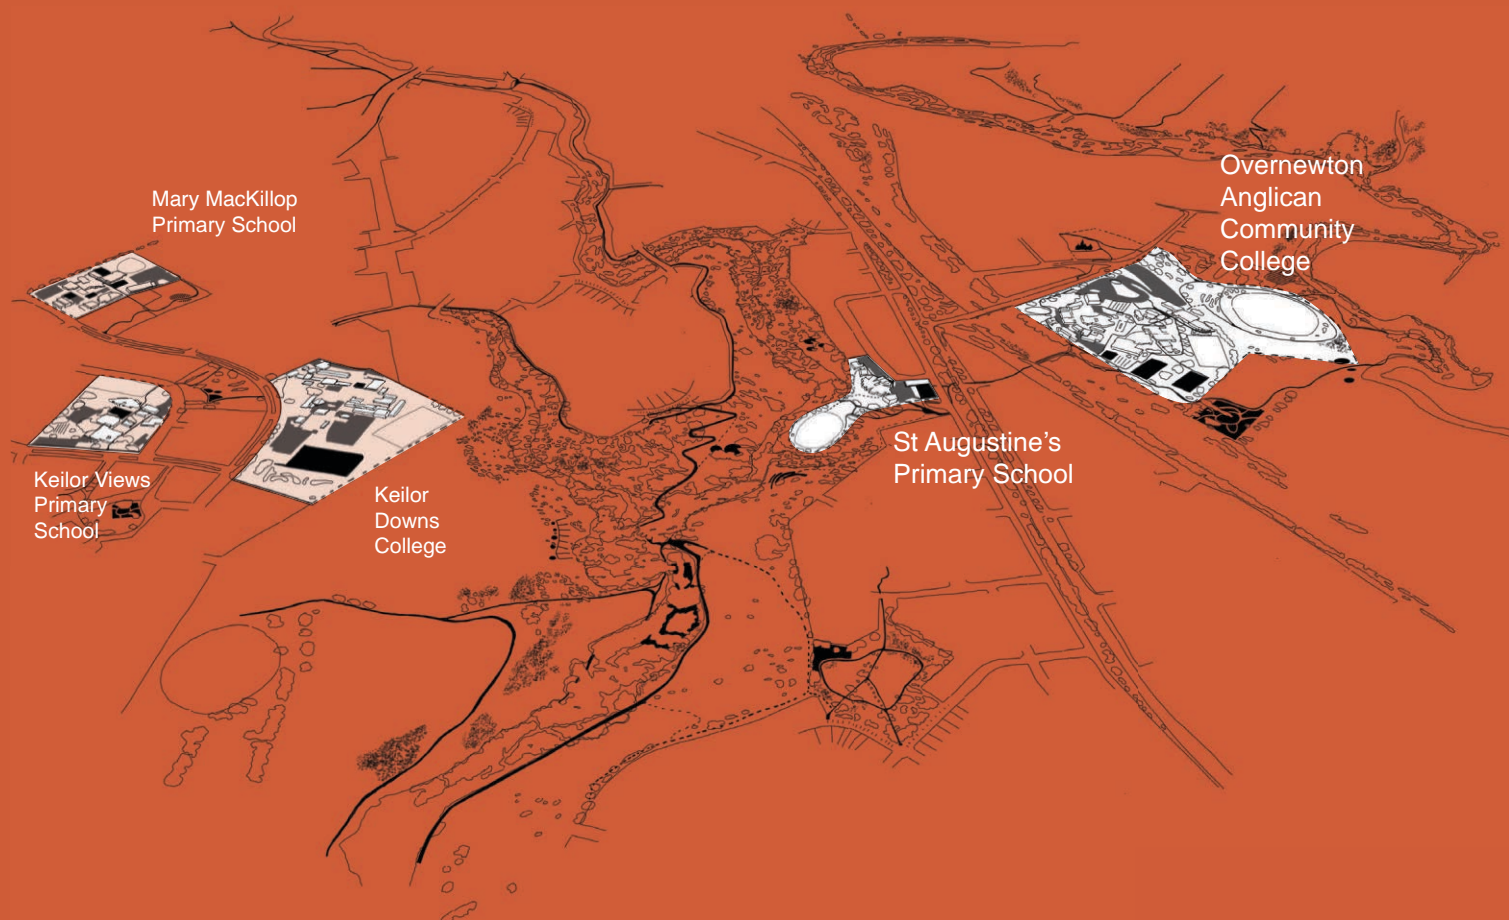 Mary MacKillop
Primary School
Overnewton
Anglican
Community
College
St Augustine’s
Primary School
Keilor Views
Primary
School
Keilor
Downs
College